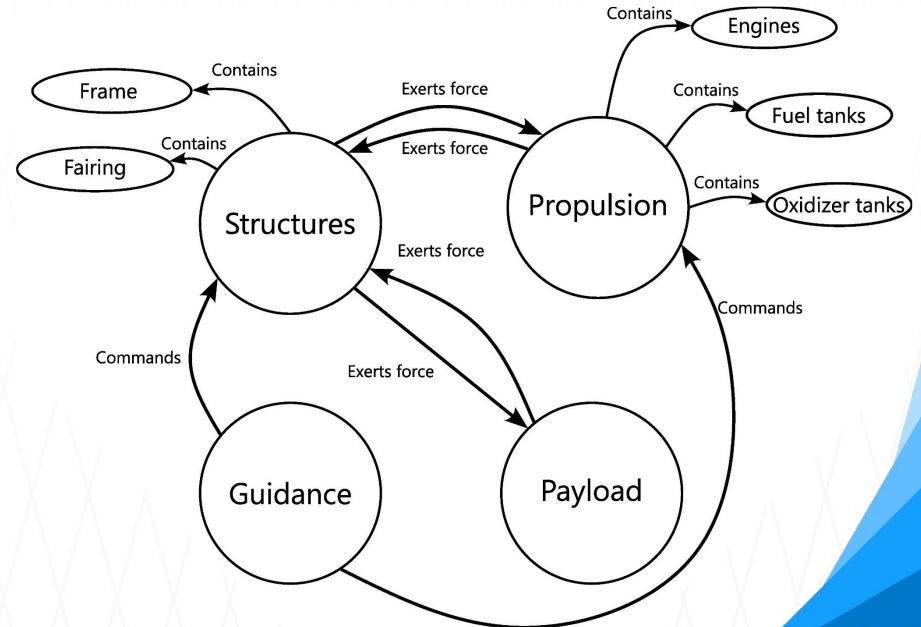 Contains
Engines
Contains
Frame
Exerts force
Contains
Fuel tanks
Contains
Fairing
Exerts force
Contains
Oxidizer tanks
Structures
Propulsion
Exerts force
Commands
Commands
Exerts force
Guidance
Payload